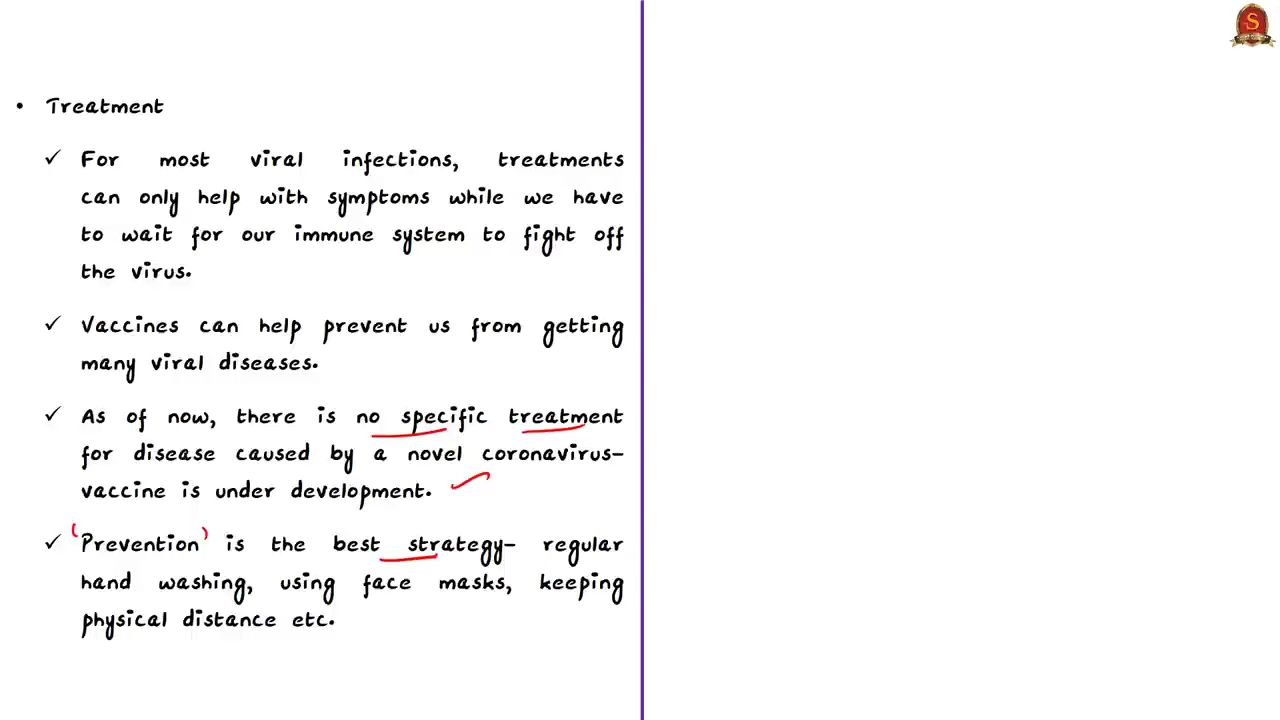 • Treatment
✓ For most viral infections, treatments
can only help with symptoms while we have
to wait for our immune system to fight off
the virus.
✓ Vaccines can help prevent us from getting
many viral diseases.
✓ As of now, there is no specific treatment
for disease caused by a novel coronavirus-
vaccine is under development.
✓ (Prevention) is the best strategy- regular
hand washing, using face masks, keeping
physical distance etc.
S